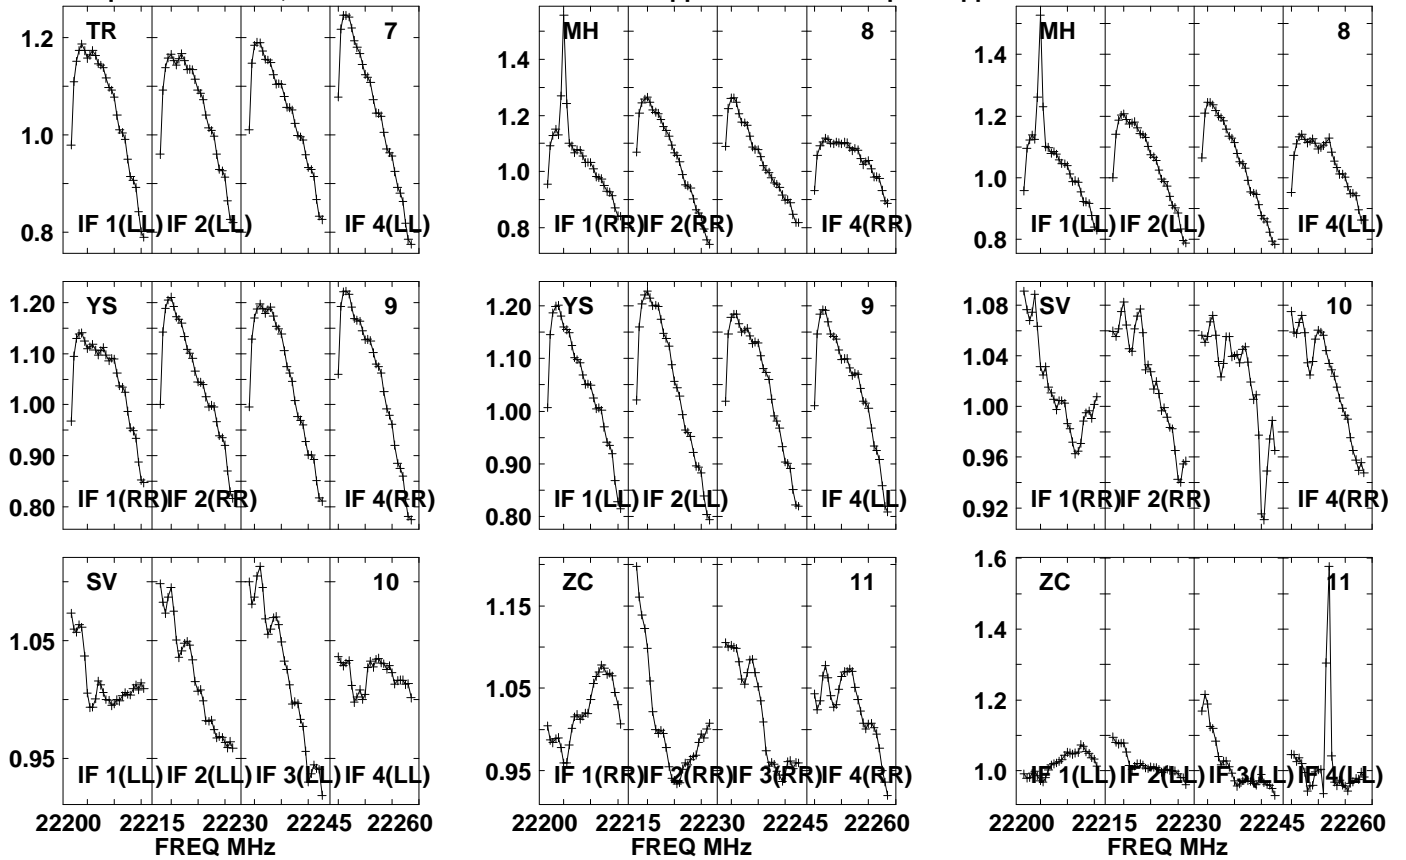 TR 7
1.2
1.0
0.8
IF 1(LL) IF 2(LL) IF 4(LL)
MH 8
1.4
1.2
1.0
0.8
IF 1(RR) IF 2(RR) IF 4(RR)
MH 8
1.4
1.2
1.0
0.8
IF 1(LL) IF 2(LL) IF 4(LL)
YS 9
1.20
1.10
1.00
0.90
0.80
IF 1(RR) IF 2(RR) IF 4(RR)
YS 9
1.20
1.10
1.00
0.90
0.80
IF 1(LL) IF 2(LL) IF 4(LL)
SV 10
1.08
1.04
1.00
0.96
0.92
IF 1(RR) IF 2(RR) IF 4(RR)
SV 10
1.05
0.95
IF 1(LL) IF 2(LL) IF 3(LL) IF 4(LL)
22200 22215 22230 22245 22260
FREQ MHz
ZC 11
1.15
1.05
0.95
IF 1(RR) IF 2(RR) IF 3(RR) IF 4(RR)
22200 22215 22230 22245 22260
FREQ MHz
ZC 11
1.6
1.4
1.2
1.0
IF 1(LL) IF 2(LL) IF 3(LL) IF 4(LL)
22200 22215 22230 22245 22260
FREQ MHz